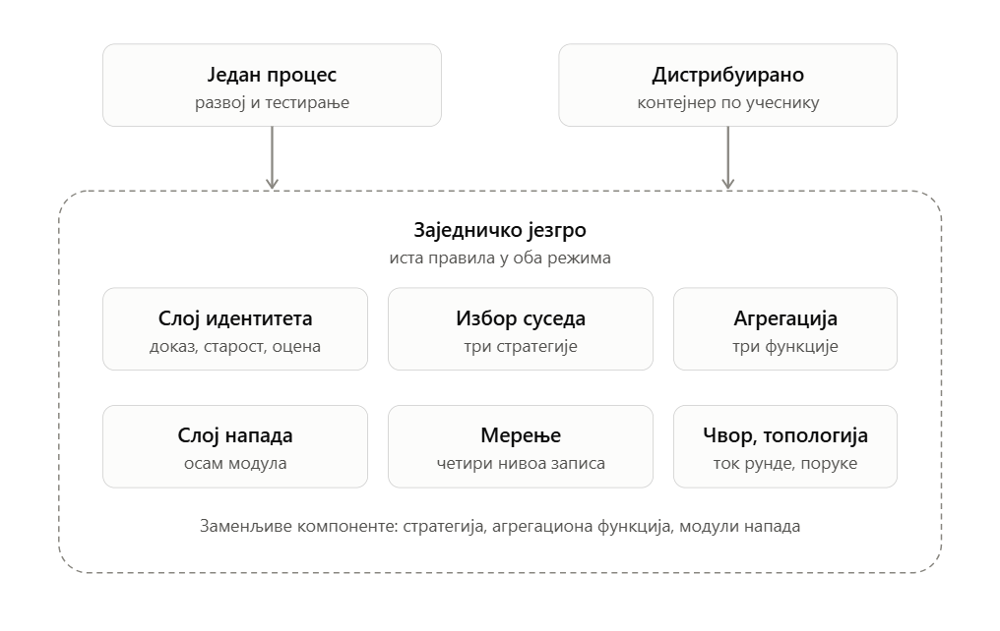 Један процес
развој и тестирање
Дистрибуирано
контејнер по учеснику
Заједничко језгро
иста правила у оба режима
Слој идентитета
доказ, старост, оцена
Избор суседа
три стратегије
Агрегација
три функције
Слој напада
осам модула
Мерење
четири нивоа записа
Чвор, топологија
ток рунде, поруке
Заменљиве компоненте: стратегија, агрегациона функција, модули напада